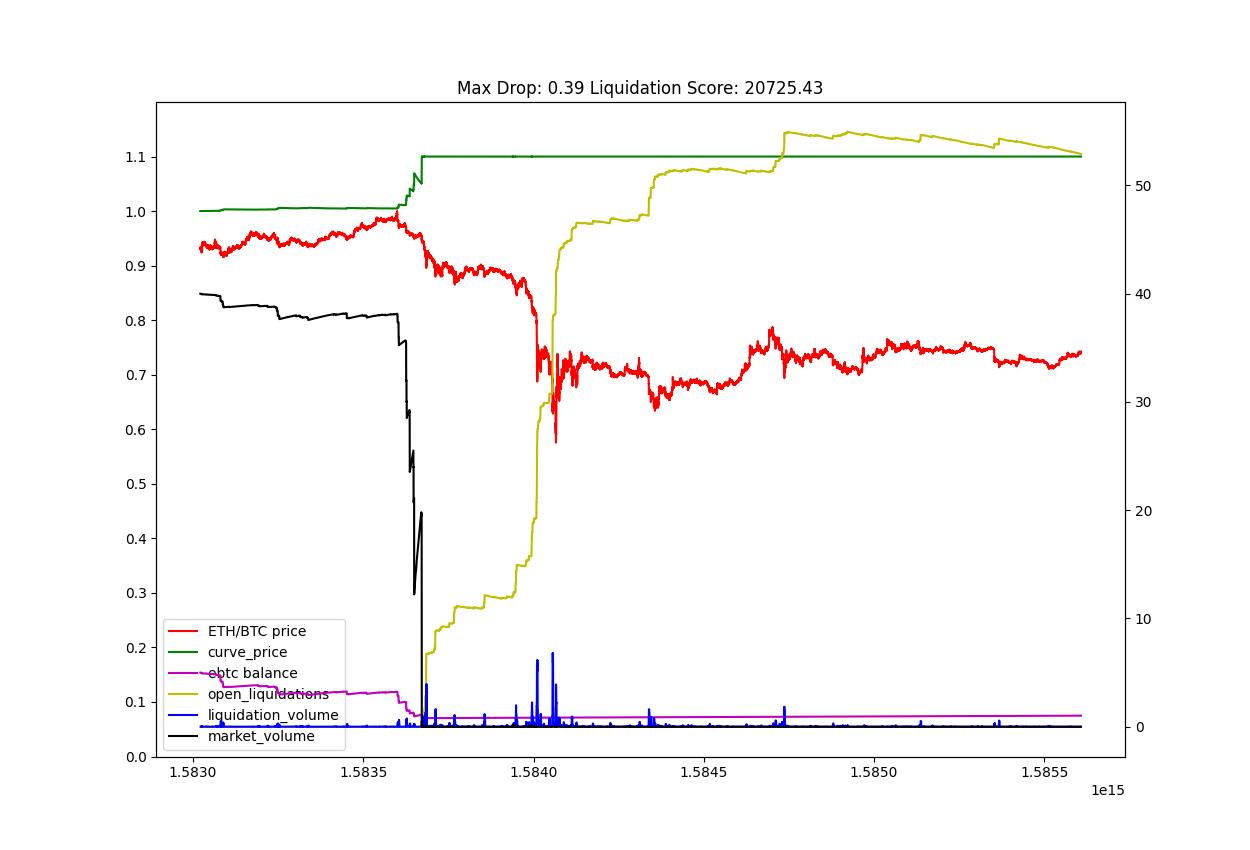 Max Drop: 0.39 Liquidation Score: 20725.43
1.1
1.0
0.9
0.8
0.7
0.6
0.5
0.4
0.3
0.2
0.1
0.0
50
40
30
20
10
0
ETH/BTC price
curve_price
ebtc balance
open_liquidations
liquidation_volume
market_volume
1.5830 1.5835 1.5840 1.5845 1.5850 1.5855
1e15